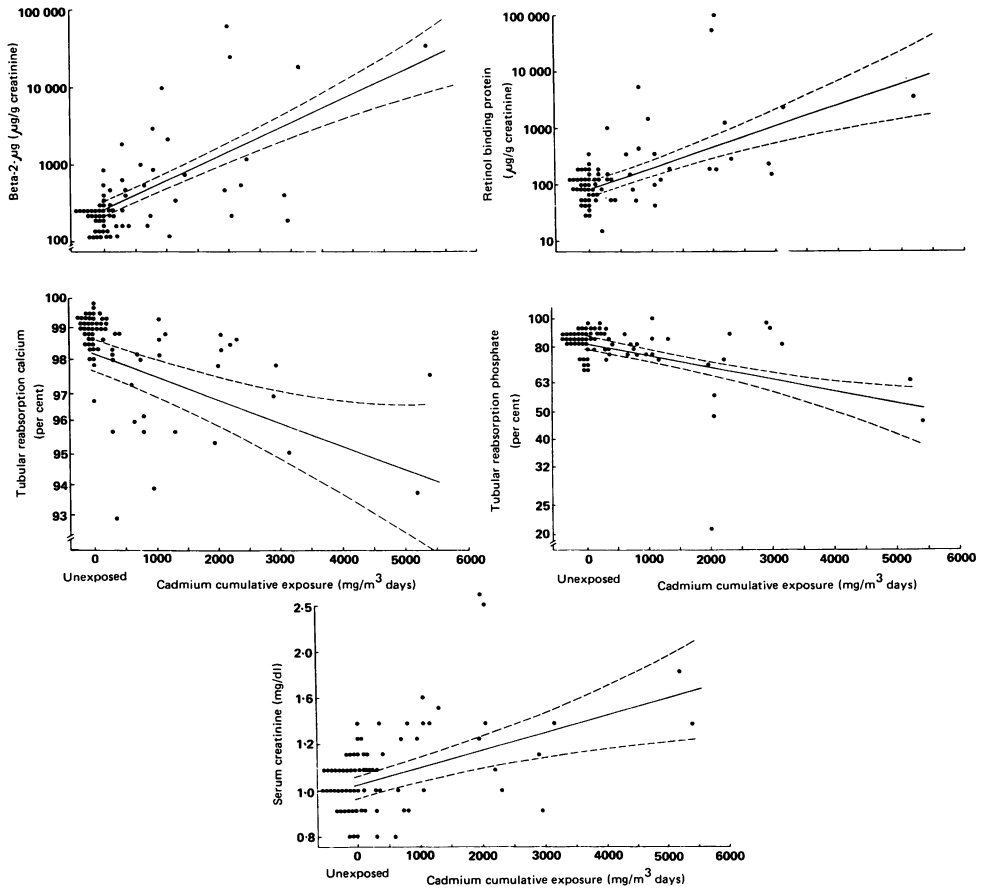 Beta-2-µg (µg/g creatinine)
100 000
10 000
1000
100
Retinol binding protein
(µg/g creatinine)
100 000
10 000
1000
100
10
Tubular reabsorption calcium
(per cent)
100
99
98
97
96
95
94
93
0 1000 2000 3000 4000 5000 6000
Unexposed
Cadmium cumulative exposure (mg/m³ days)
Tubular reabsorption phosphate
(per cent)
100
80
63
50
40
32
25
20
0 1000 2000 3000 4000 5000 6000
Unexposed
Cadmium cumulative exposure (mg/m³ days)
Serum creatinine (mg/dl)
2·5
2·0
1·6
1·2
1·0
0·8
0 1000 2000 3000 4000 5000 6000
Unexposed
Cadmium cumulative exposure (mg/m³ days)